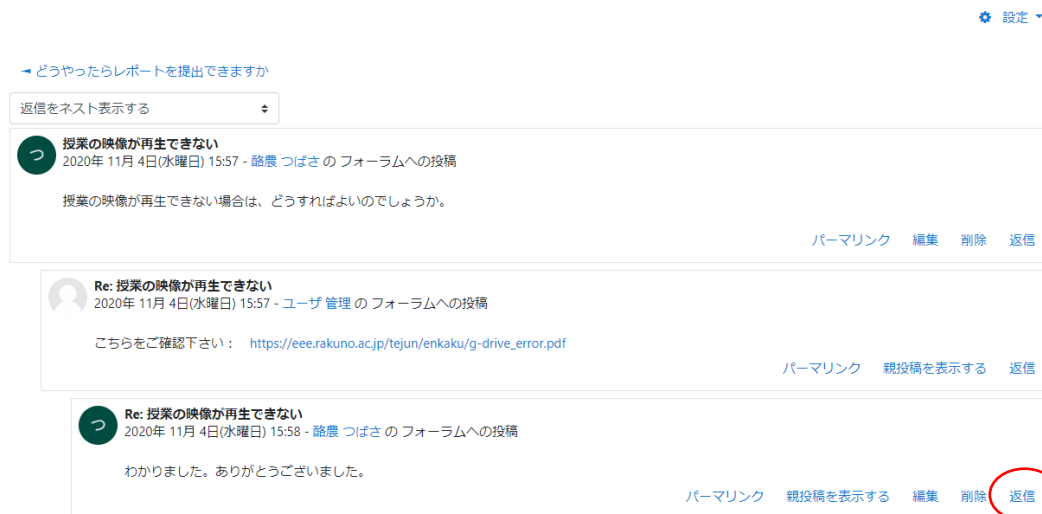 設定
どうやったらレポートを提出できますか
返信をネスト表示する
つ
授業の映像が再生できない
2020年 11月 4日(水曜日) 15:57 - 酪農 つばさ の フォーラムへの投稿
授業の映像が再生できない場合は、どうすればよいのでしょうか。
パーマリンク 編集 削除 返信
Re: 授業の映像が再生できない
2020年 11月 4日(水曜日) 15:57 - ユーザ 管理 の フォーラムへの投稿
こちらをご確認下さい： https://eee.rakuno.ac.jp/tejun/enkaku/g-drive_error.pdf
パーマリンク 親投稿を表示する 返信
つ
Re: 授業の映像が再生できない
2020年 11月 4日(水曜日) 15:58 - 酪農 つばさ の フォーラムへの投稿
わかりました。ありがとうございました。
パーマリンク 親投稿を表示する 編集 削除 返信